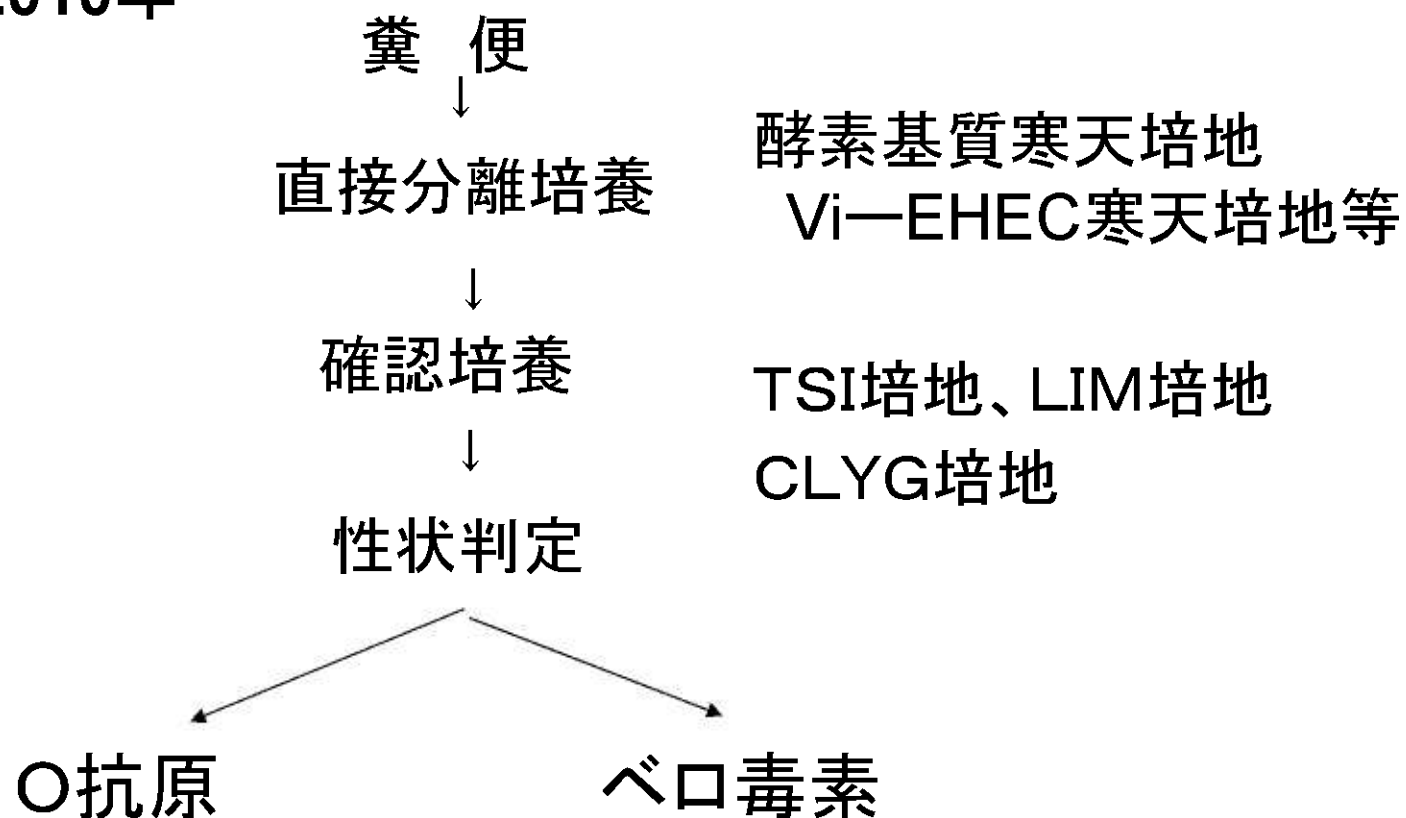 糞 便
↓
直接分離培養
酵素基質寒天培地
Vi―EHEC寒天培地等
↓
確認培養
TSI培地、LIM培地
↓
CLYG培地
性状判定
O抗原
ベロ毒素